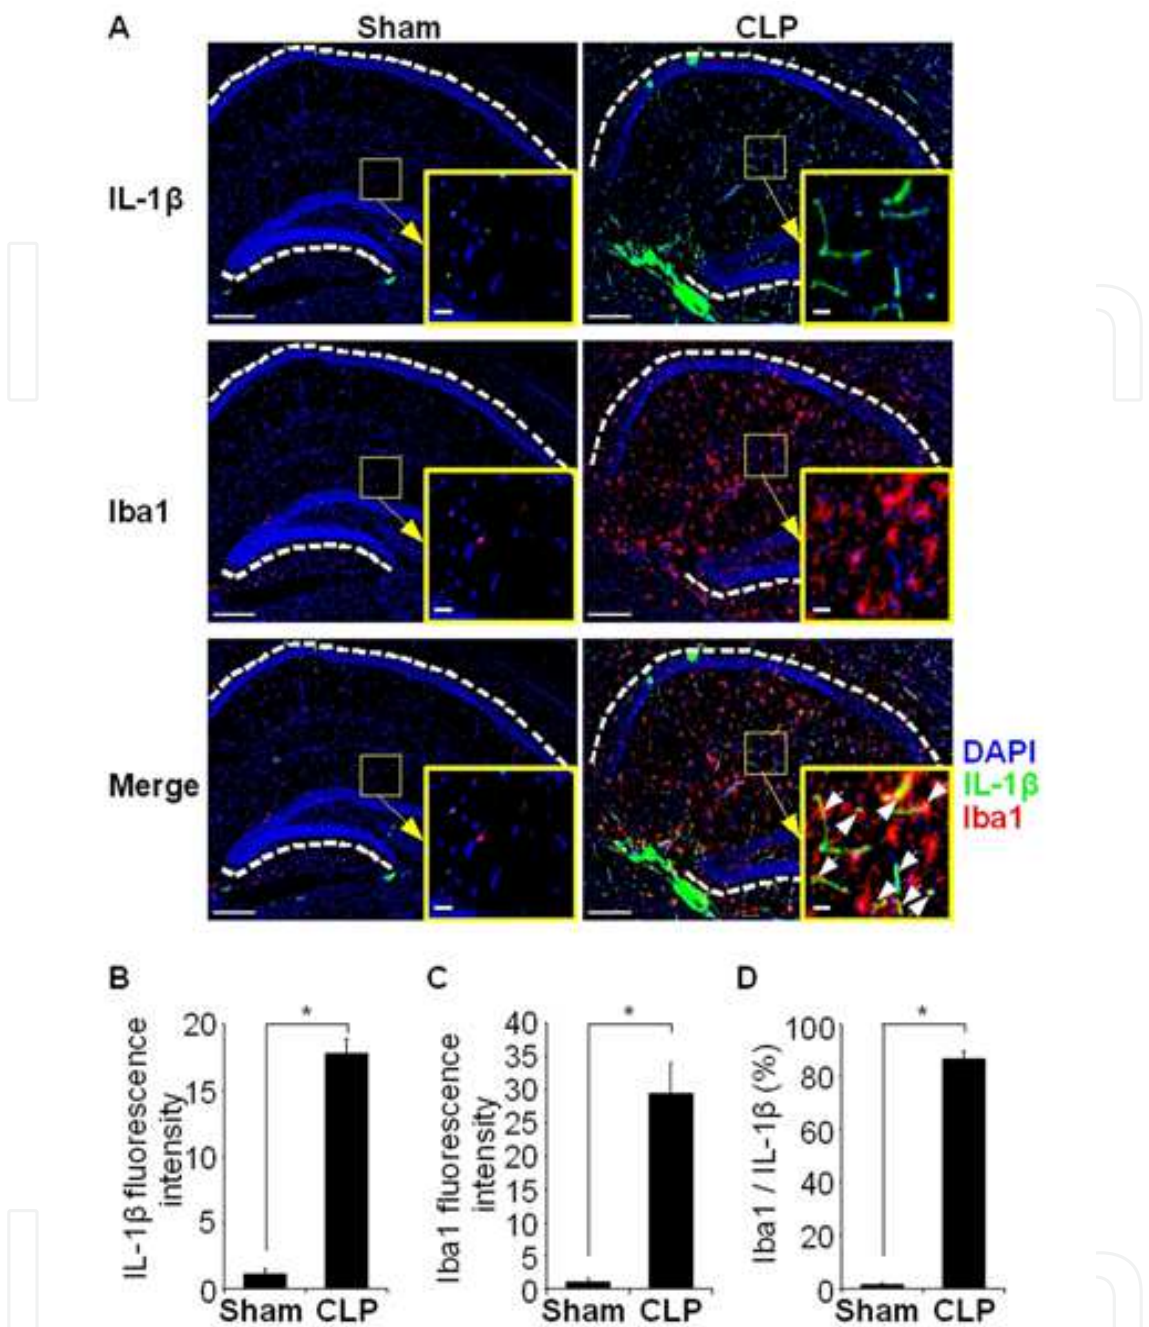 A
Sham
CLP
IL-1β
Iba1
Merge
DAPI
IL-1β
Iba1
B
IL-1β fluorescence
intensity
20
15
10
5
0
*
Sham CLP
C
Iba1 fluorescence
intensity
40
35
30
25
20
15
10
5
0
*
Sham CLP
D
Iba1 / IL-1β (%)
100
80
60
40
20
0
*
Sham CLP